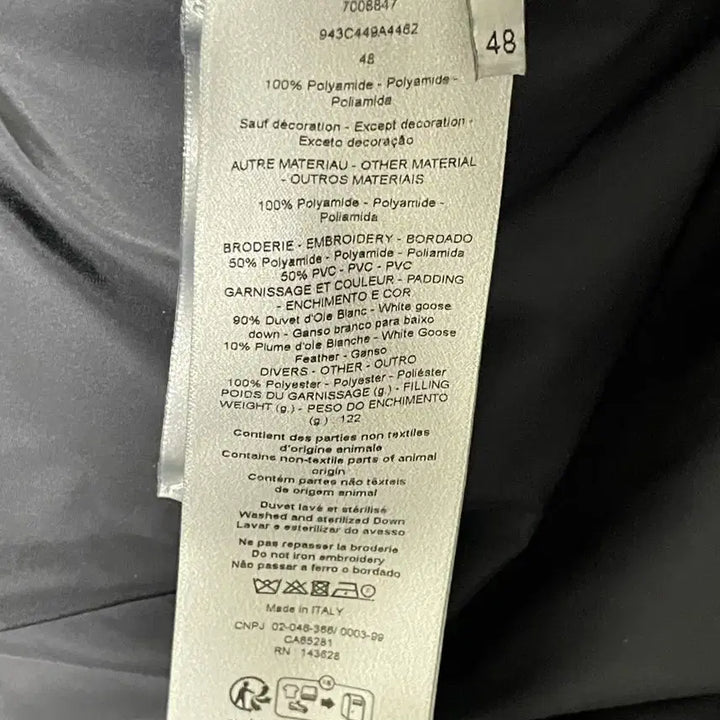 7008847
943C449A4462
48
48
100% Polyamide - Polyamide -
Poliamida
Sauf décoration - Except decoration -
Exceto decoração
AUTRE MATERIAU - OTHER MATERIAL
- OUTROS MATERIAIS
100% Polyamide - Polyamide -
Poliamida
BRODERIE - EMBROIDERY - BORDADO
50% Polyamide - Polyamide - Poliamida
50% PVC - PVC - PVC
GARNISSAGE ET COULEUR - PADDING
- ENCHIMENTO E COR
90% Duvet d'Oie Blanc - White goose
down - Ganso branco para baixo
10% Plume d'oie Blanche - White Goose
Feather - Ganso
DIVERS - OTHER - OUTRO
100% Polyester - Polyester - Poliéster
POIDS DU GARNISSAGE (g.) - FILLING
WEIGHT (g.) - PESO DO ENCHIMENTO
(g.) : 122
Contient des parties non textiles
d'origine animale
Contains non-textile parts of animal
origin
Contém partes não têxteis
de origem animal
Duvet lavé et stérilisé
Washed and sterilized Down
Lavar e esterilizar do avesso
Ne pas repasser la broderie
Do not iron embroidery
Não passar a ferro o bordado
Made in ITALY
CNPJ 02-046-366/0003-99
CA65281
RN 143628